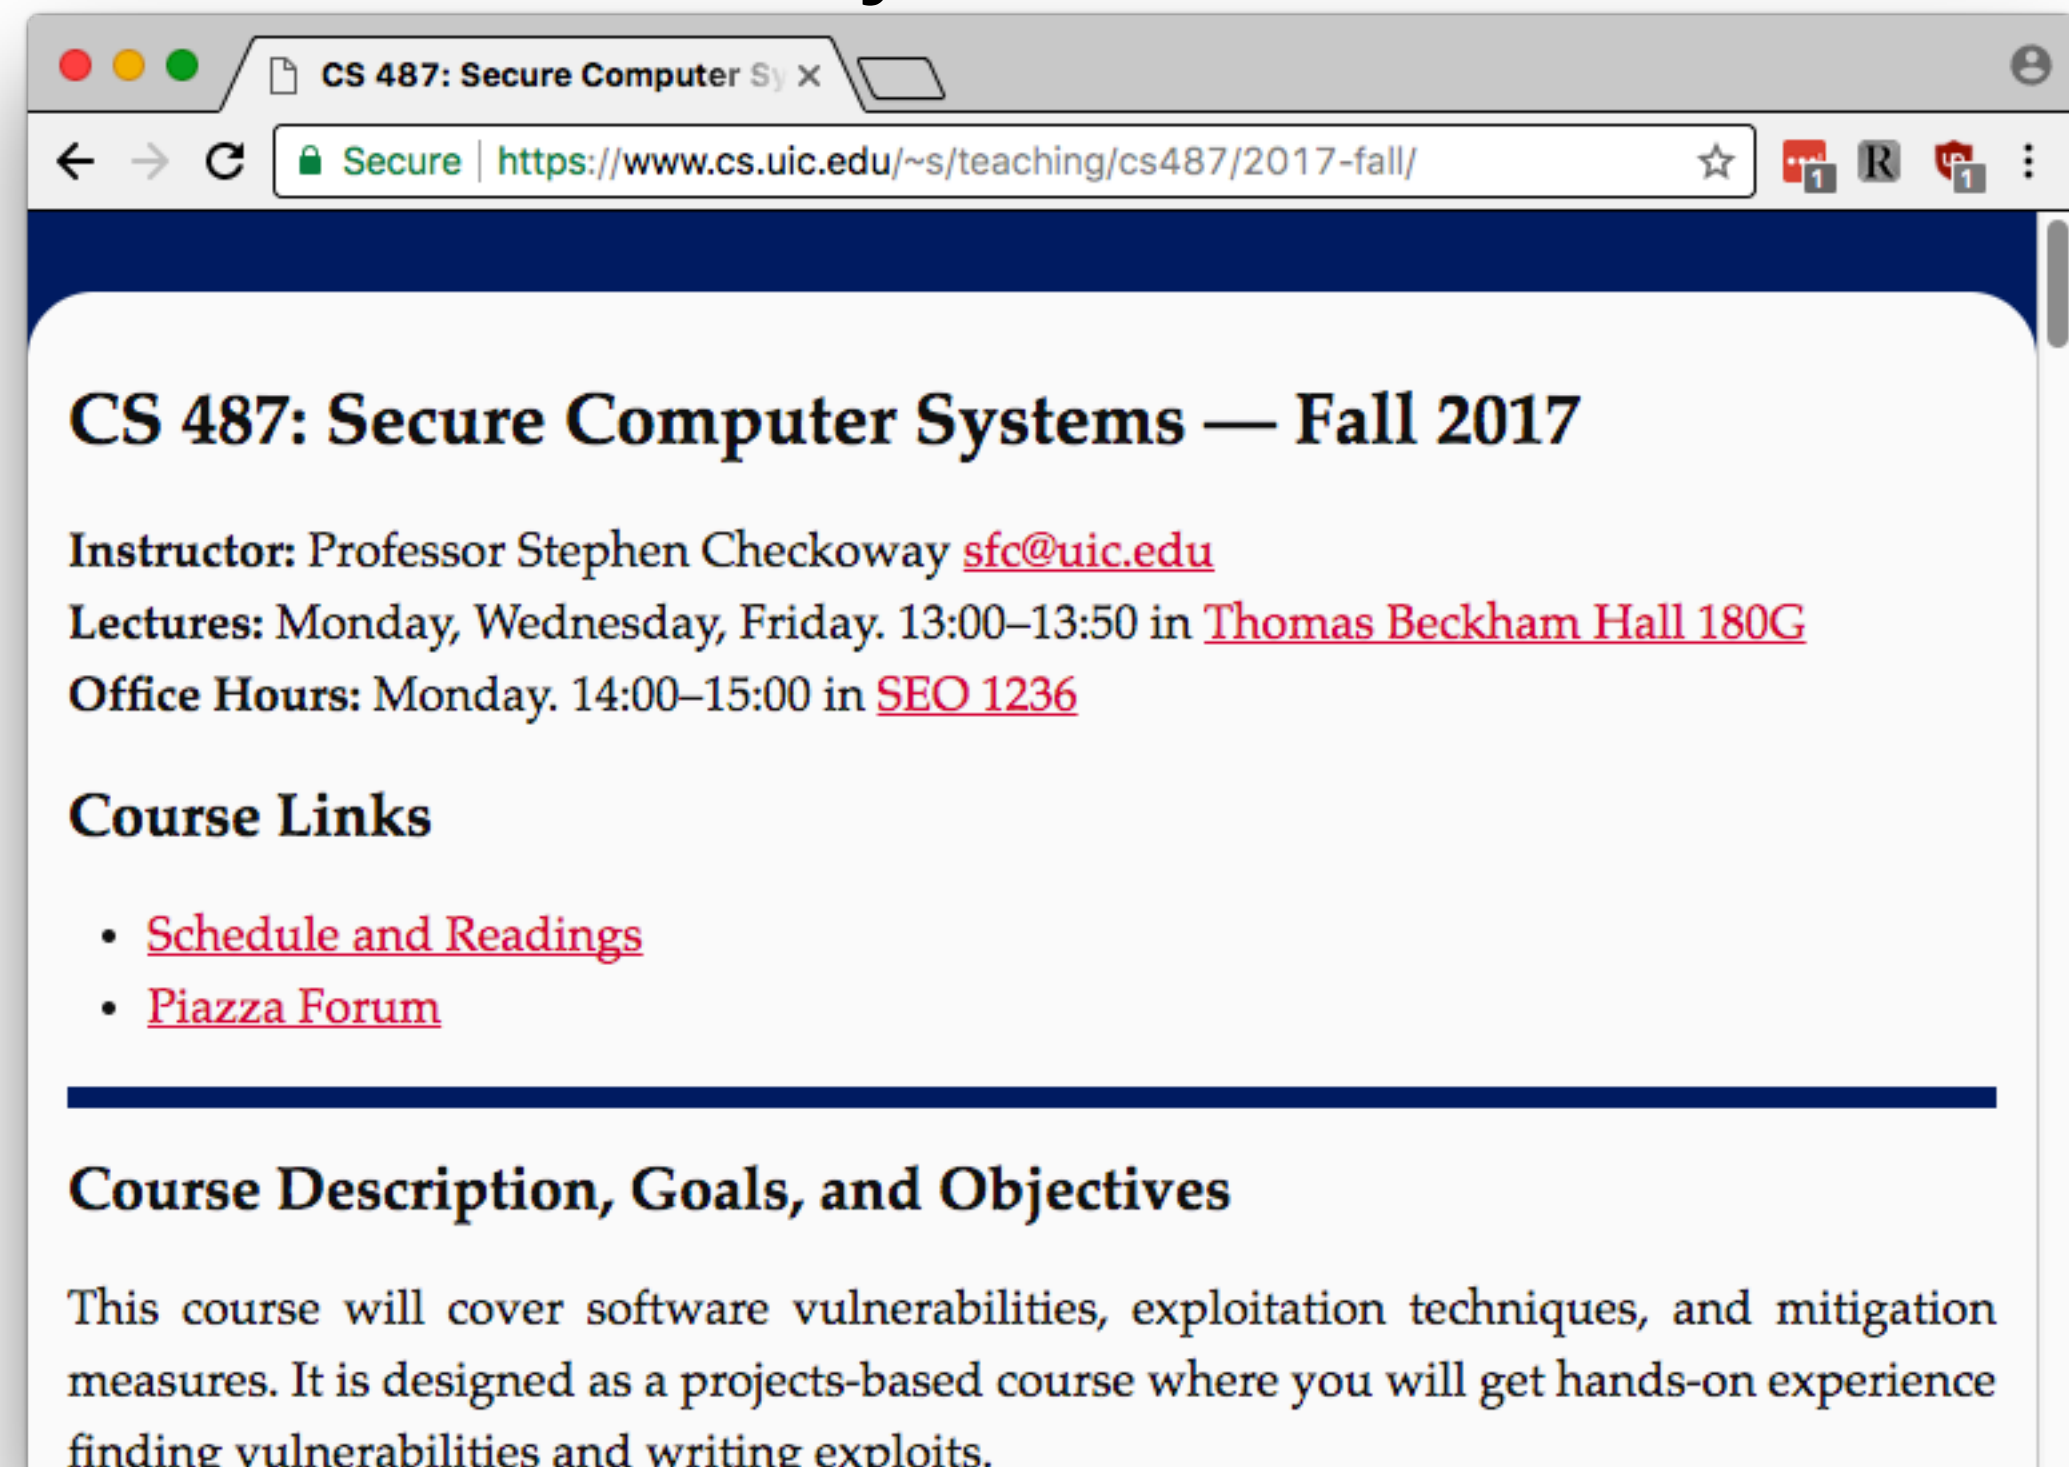 CS 487: Secure Computer Sy
Secure | https://www.cs.uic.edu/~s/teaching/cs487/2017-fall/
1
R
1
CS 487: Secure Computer Systems — Fall 2017
Instructor: Professor Stephen Checkoway sfc@uic.edu
Lectures: Monday, Wednesday, Friday. 13:00–13:50 in Thomas Beckham Hall 180G
Office Hours: Monday. 14:00–15:00 in SEO 1236
Course Links
• Schedule and Readings
• Piazza Forum
Course Description, Goals, and Objectives
This course will cover software vulnerabilities, exploitation techniques, and mitigation
measures. It is designed as a projects-based course where you will get hands-on experience
finding vulnerabilities and writing exploits.